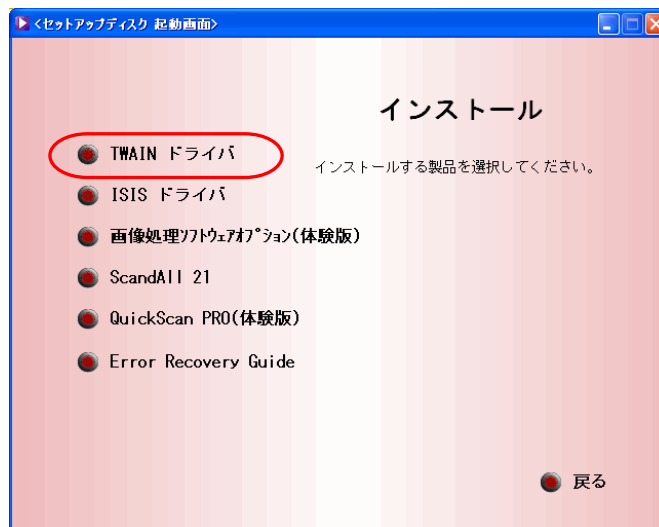 <セットアップディスク 起動画面>
インストール
インストールする製品を選択してください。
TWAIN ドライバ
ISIS ドライバ
画像処理ソフトウェアオプション(体験版)
ScandAll 21
QuickScan PRO(体験版)
Error Recovery Guide
戻る